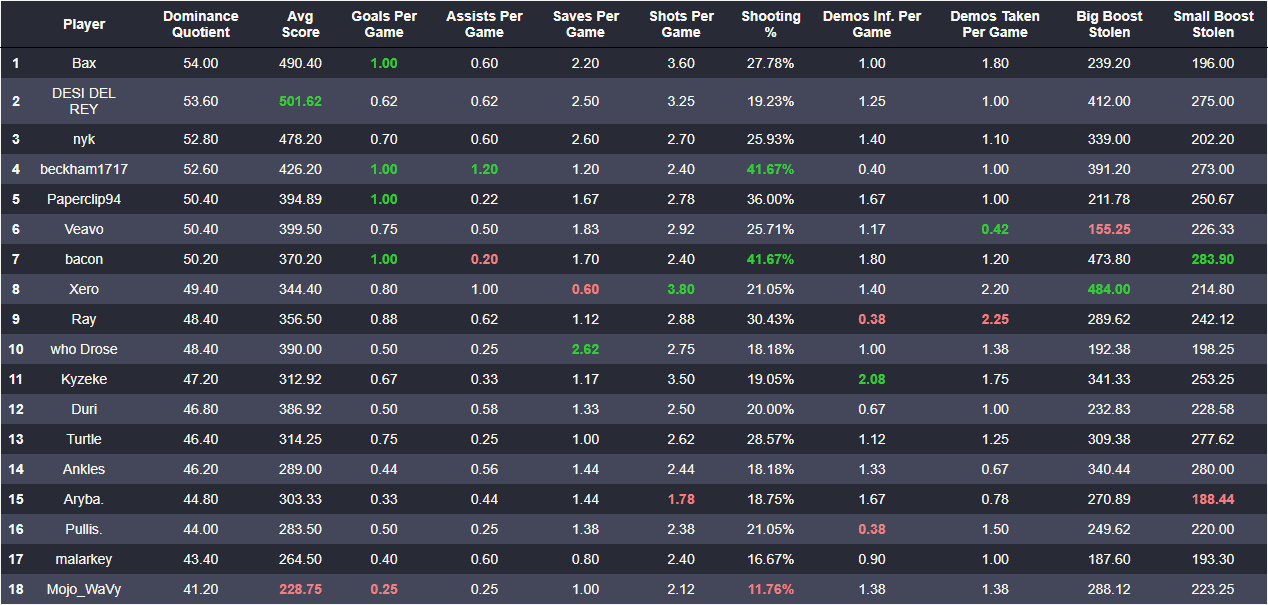 Player Dominance Quotient Avg Score Goals Per Game Assists Per Game Saves Per Game Shots Per Game Shooting % Demos Inf. Per Game Demos Taken Per Game Big Boost Stolen Small Boost Stolen
1 Bax 54.00 490.40 1.00 0.60 2.20 3.60 27.78% 1.00 1.80 239.20 196.00
2 DESI DEL REY 53.60 501.62 0.62 0.62 2.50 3.25 19.23% 1.25 1.00 412.00 275.00
3 nyk 52.80 478.20 0.70 0.60 2.60 2.70 25.93% 1.40 1.10 339.00 202.20
4 beckham1717 52.60 426.20 1.00 1.20 1.20 2.40 41.67% 0.40 1.00 391.20 273.00
5 Paperclip94 50.40 394.89 1.00 0.22 1.67 2.78 36.00% 1.67 1.00 211.78 250.67
6 Veavo 50.40 399.50 0.75 0.50 1.83 2.92 25.71% 1.17 0.42 155.25 226.33
7 bacon 50.20 370.20 1.00 0.20 1.70 2.40 41.67% 1.80 1.20 473.80 283.90
8 Xero 49.40 344.40 0.80 1.00 0.60 3.80 21.05% 1.40 2.20 484.00 214.80
9 Ray 48.40 356.50 0.88 0.62 1.12 2.88 30.43% 0.38 2.25 289.62 242.12
10 who Drose 48.40 390.00 0.50 0.25 2.62 2.75 18.18% 1.00 1.38 192.38 198.25
11 Kyzeke 47.20 312.92 0.67 0.33 1.17 3.50 19.05% 2.08 1.75 341.33 253.25
12 Duri 46.80 386.92 0.50 0.58 1.33 2.50 20.00% 0.67 1.00 232.83 228.58
13 Turtle 46.40 314.25 0.75 0.25 1.00 2.62 28.57% 1.12 1.25 309.38 277.62
14 Ankles 46.20 289.00 0.44 0.56 1.44 2.44 18.18% 1.33 0.67 340.44 280.00
15 Aryba. 44.80 303.33 0.33 0.44 1.44 1.78 18.75% 1.67 0.78 270.89 188.44
16 Pullis. 44.00 283.50 0.50 0.25 1.38 2.38 21.05% 0.38 1.50 249.62 220.00
17 malarkey 43.40 264.50 0.40 0.60 0.80 2.40 16.67% 0.90 1.00 187.60 193.30
18 Mojo_WaVy 41.20 228.75 0.25 0.25 1.00 2.12 11.76% 1.38 1.38 288.12 223.25